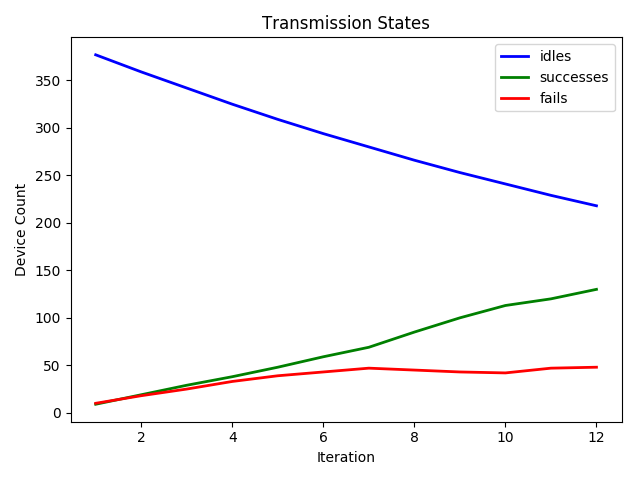 Transmission States
idles
successes
fails
Device Count
350
300
250
200
150
100
50
0
2 4 6 8 10 12
Iteration